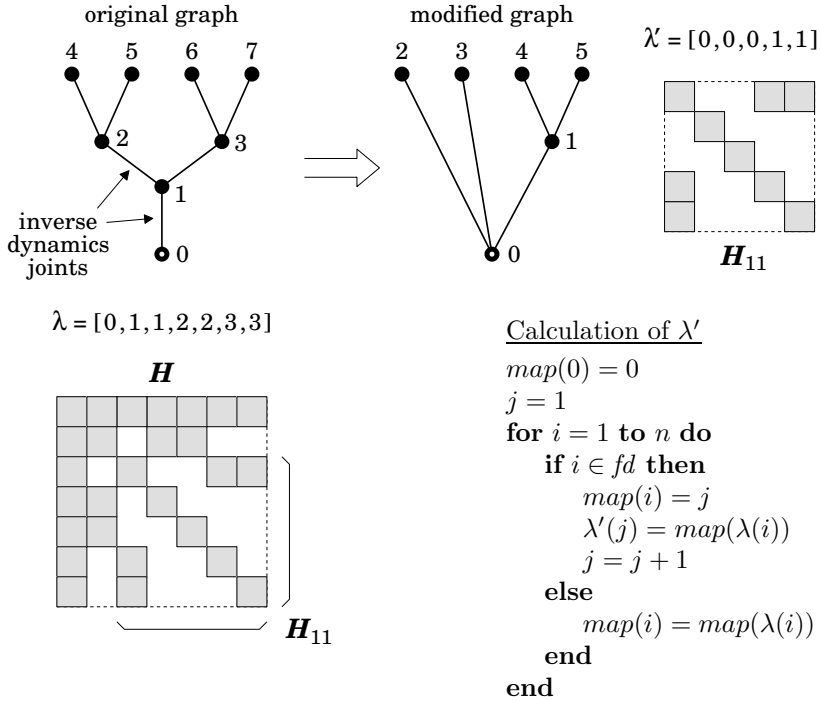 original graph
modified graph
4 5 6 7
2 3 4 5
λ′ = [0,0,0,1,1]
2
3
1
1
inverse
dynamics
joints
0
0
H₁₁
λ = [0,1,1,2,2,3,3]
H
H₁₁
Calculation of λ′
map(0) = 0
j = 1
for i = 1 to n do
if i ∈ fd then
map(i) = j
λ′(j) = map(λ(i))
j = j + 1
else
map(i) = map(λ(i))
end
end